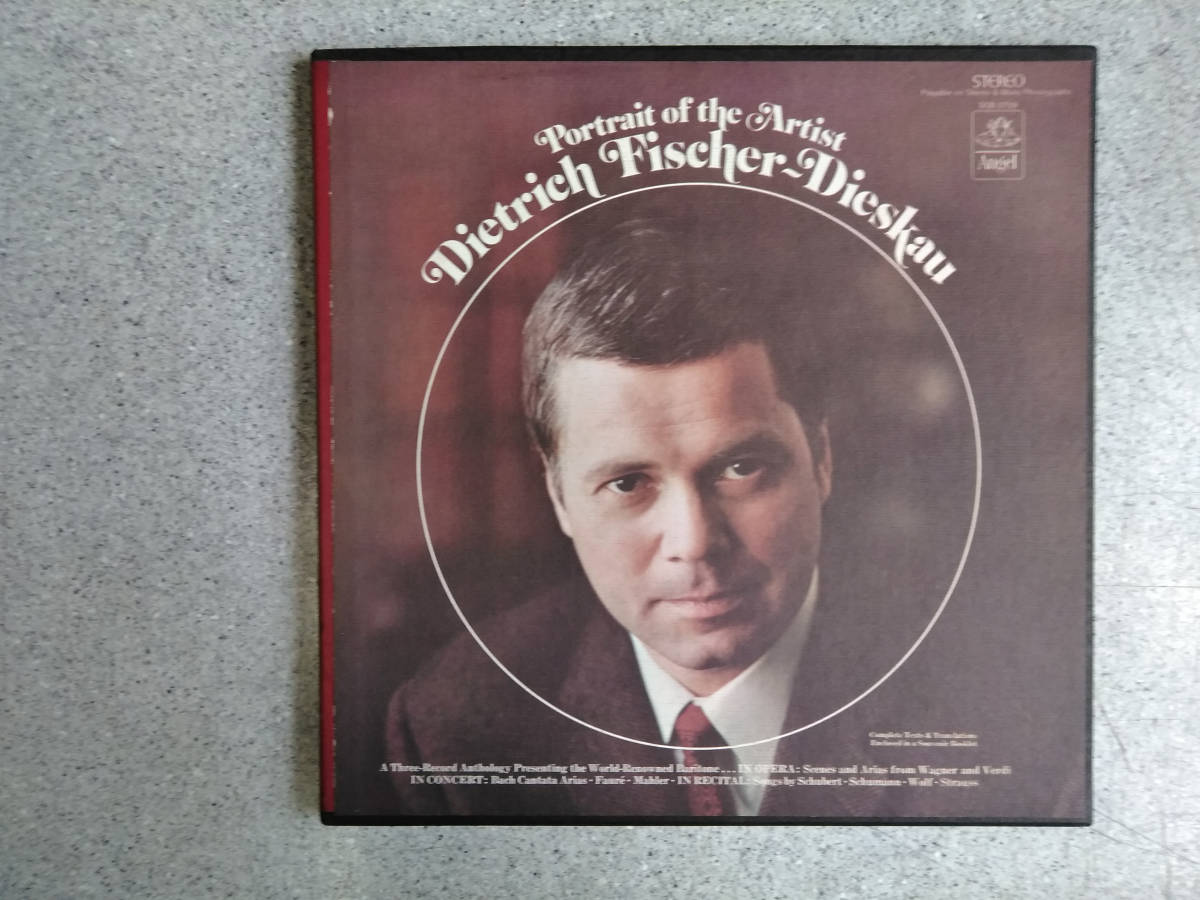 STEREO
Angel
Portrait of the Artist
Dietrich Fischer-Dieskau
Complete Texts & Translations
Enclosed in a Souvenir Booklet
A Three-Record Anthology Presenting the World-Renowned Baritone... IN OPERA: Scenes and Arias from Wagner and Verdi
IN CONCERT: Bach Cantata Arias - Fauré - Mahler - IN RECITAL: Songs by Schubert - Schumann - Wolf - Strauss